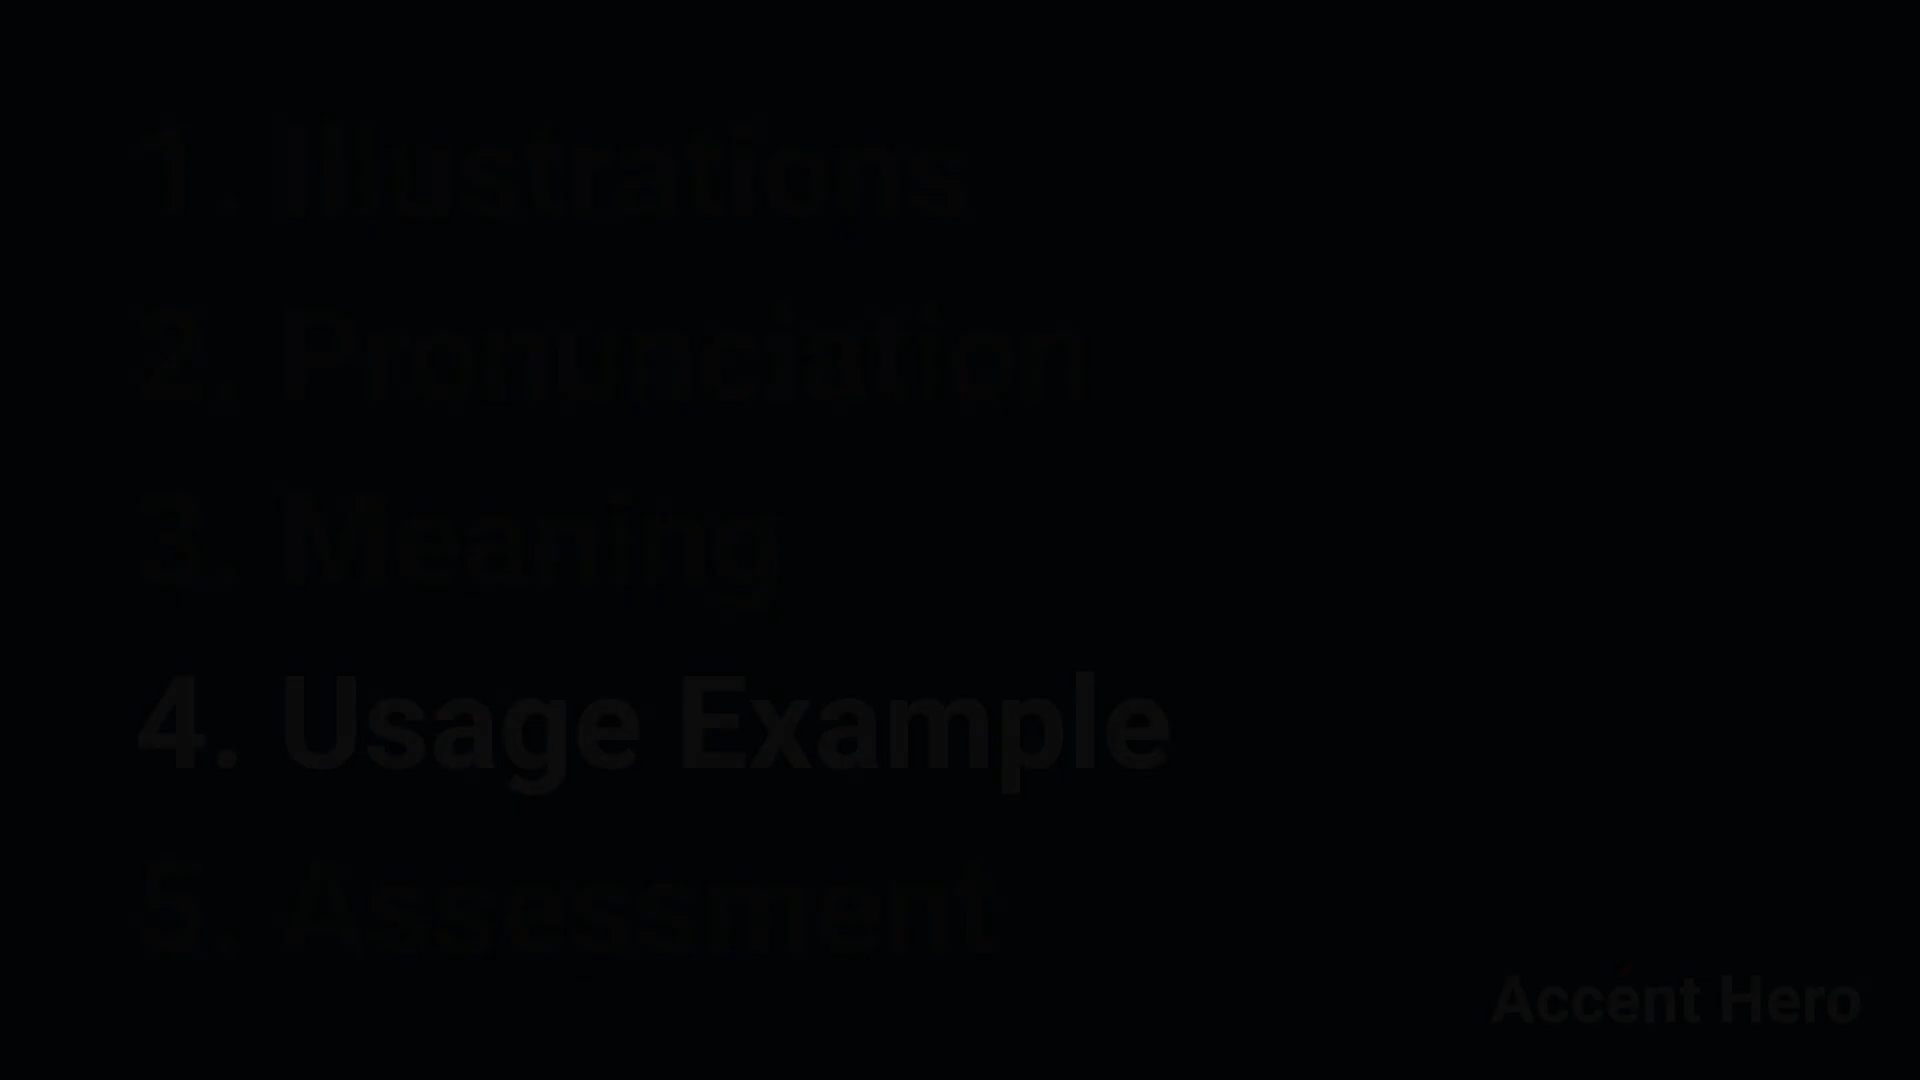 1. Illustrations
2. Pronunciation
3. Meaning
4. Usage Example
5. Assessment
Accent Hero